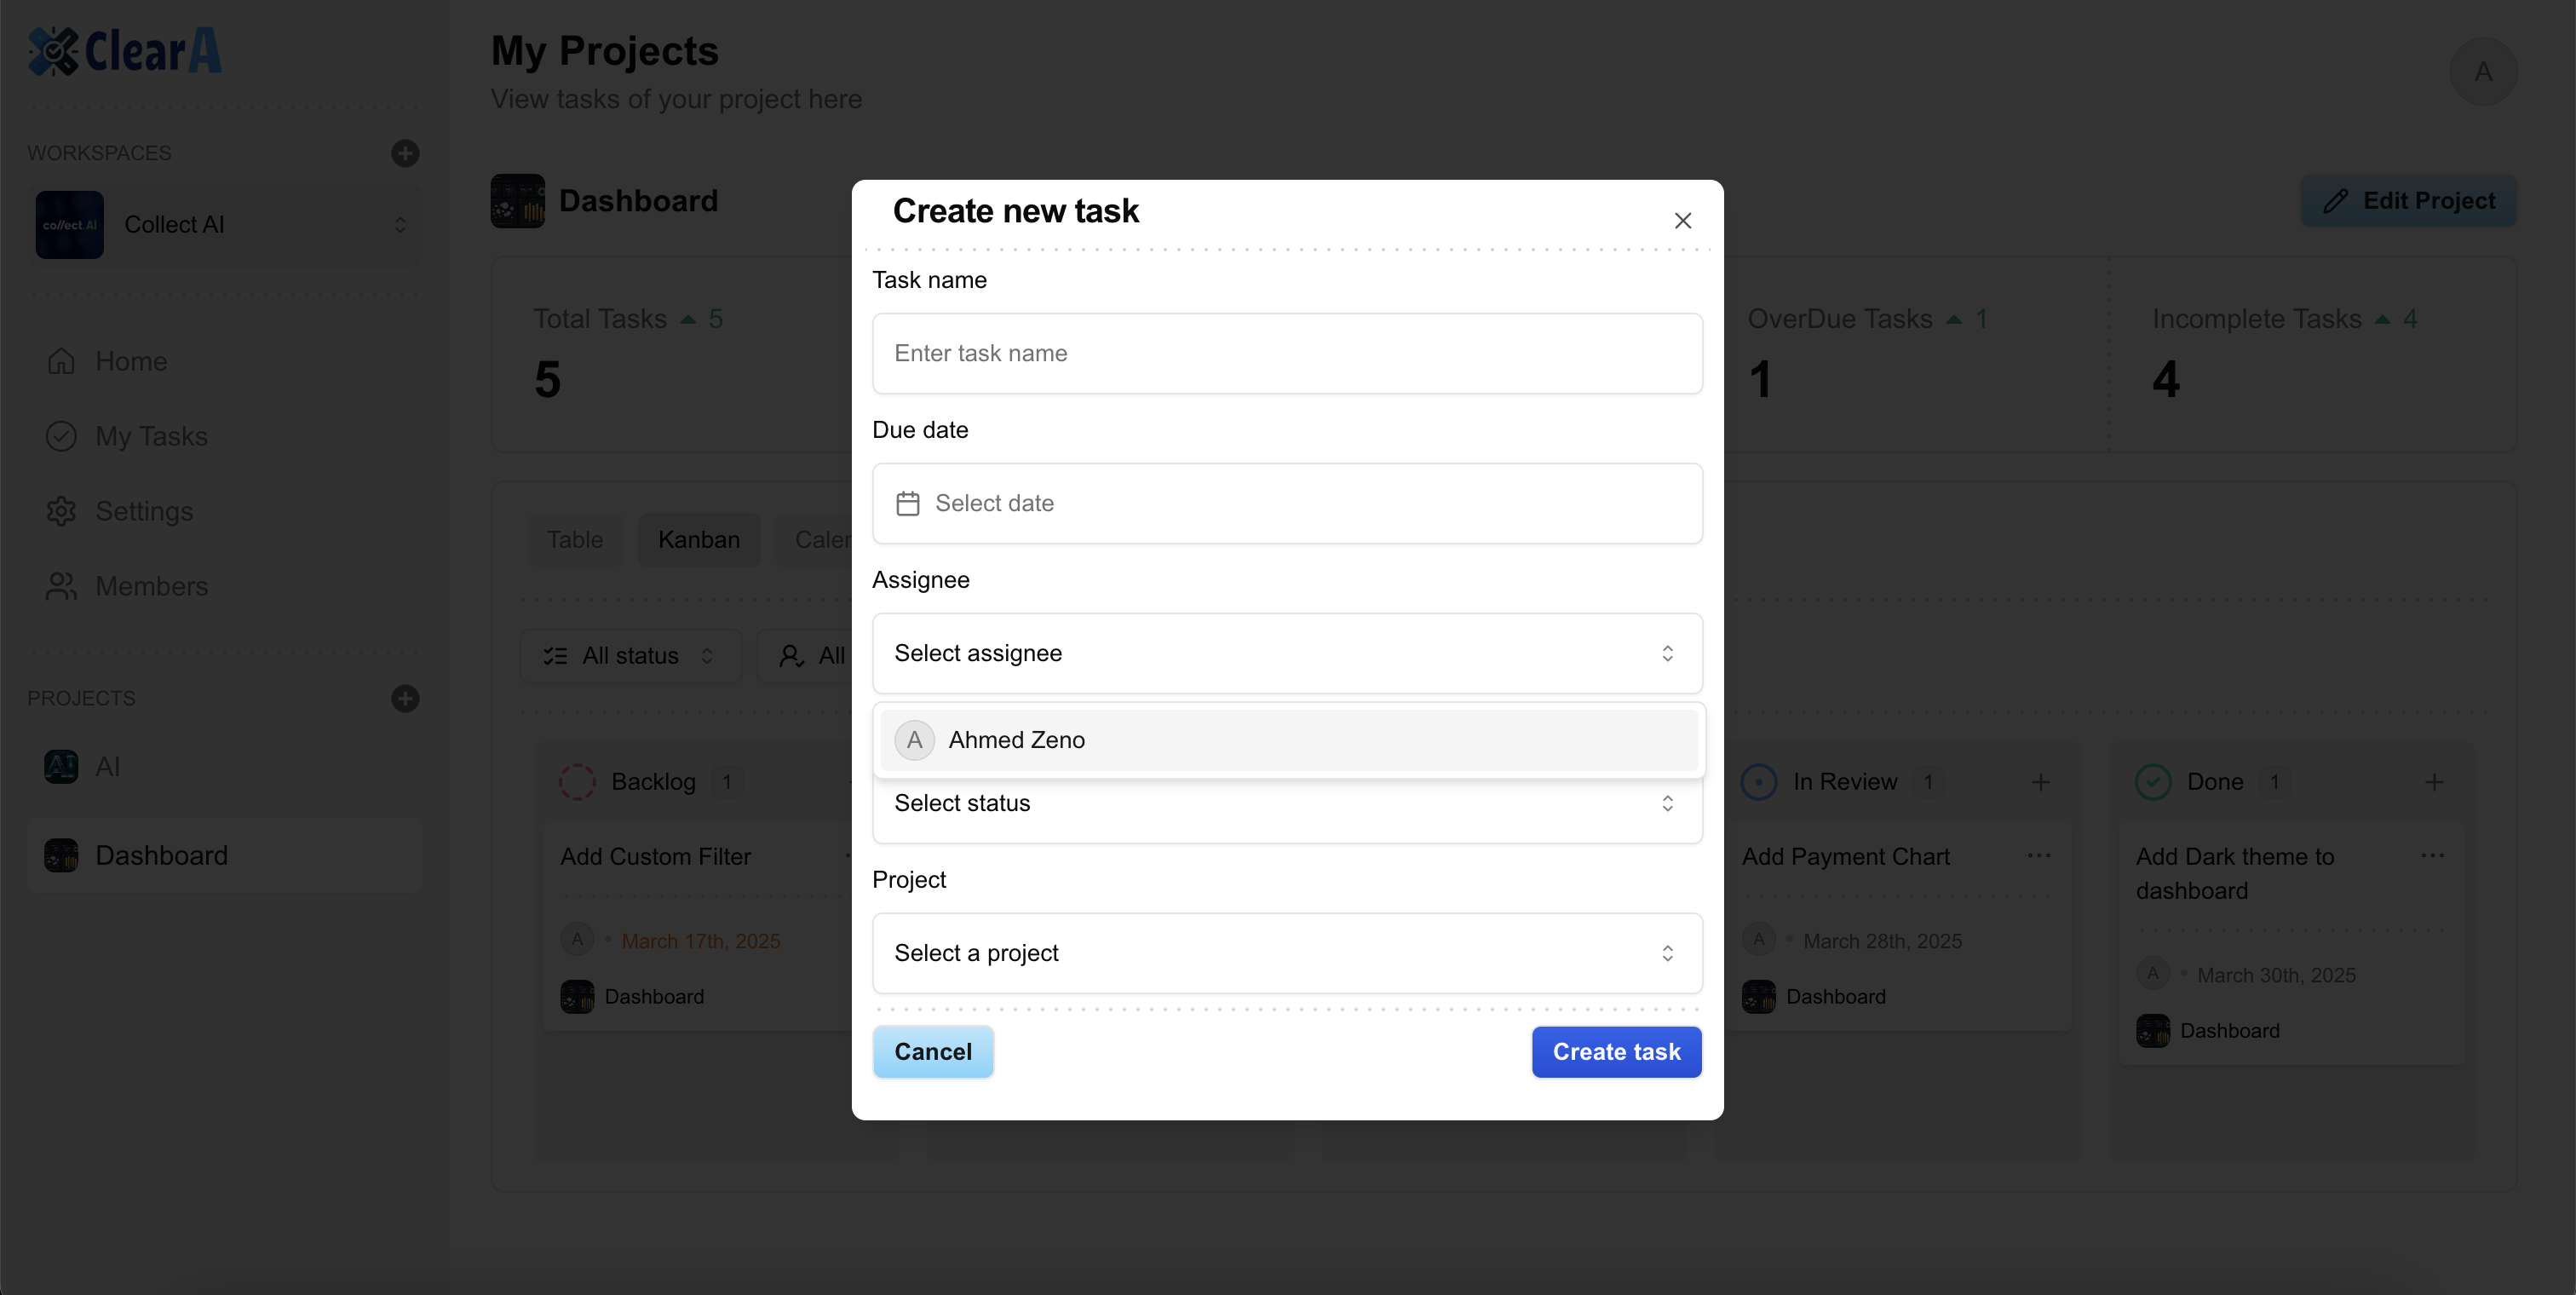 ClearA
WORKSPACES
collect.AI
Collect AI
Home
My Tasks
Settings
Members
PROJECTS
AI
Dashboard
My Projects
View tasks of your project here
A
Dashboard
Edit Project
Total Tasks 5
5
OverDue Tasks 1
1
Incomplete Tasks 4
4
Table
Kanban
All status
All
Backlog 1
Add Custom Filter
A March 17th, 2025
Dashboard
In Review 1
Add Payment Chart
A March 28th, 2025
Dashboard
Done 1
Add Dark theme to
dashboard
A March 30th, 2025
Dashboard
Create new task
Task name
Enter task name
Due date
Select date
Assignee
Select assignee
A Ahmed Zeno
Select status
Project
Select a project
Cancel
Create task